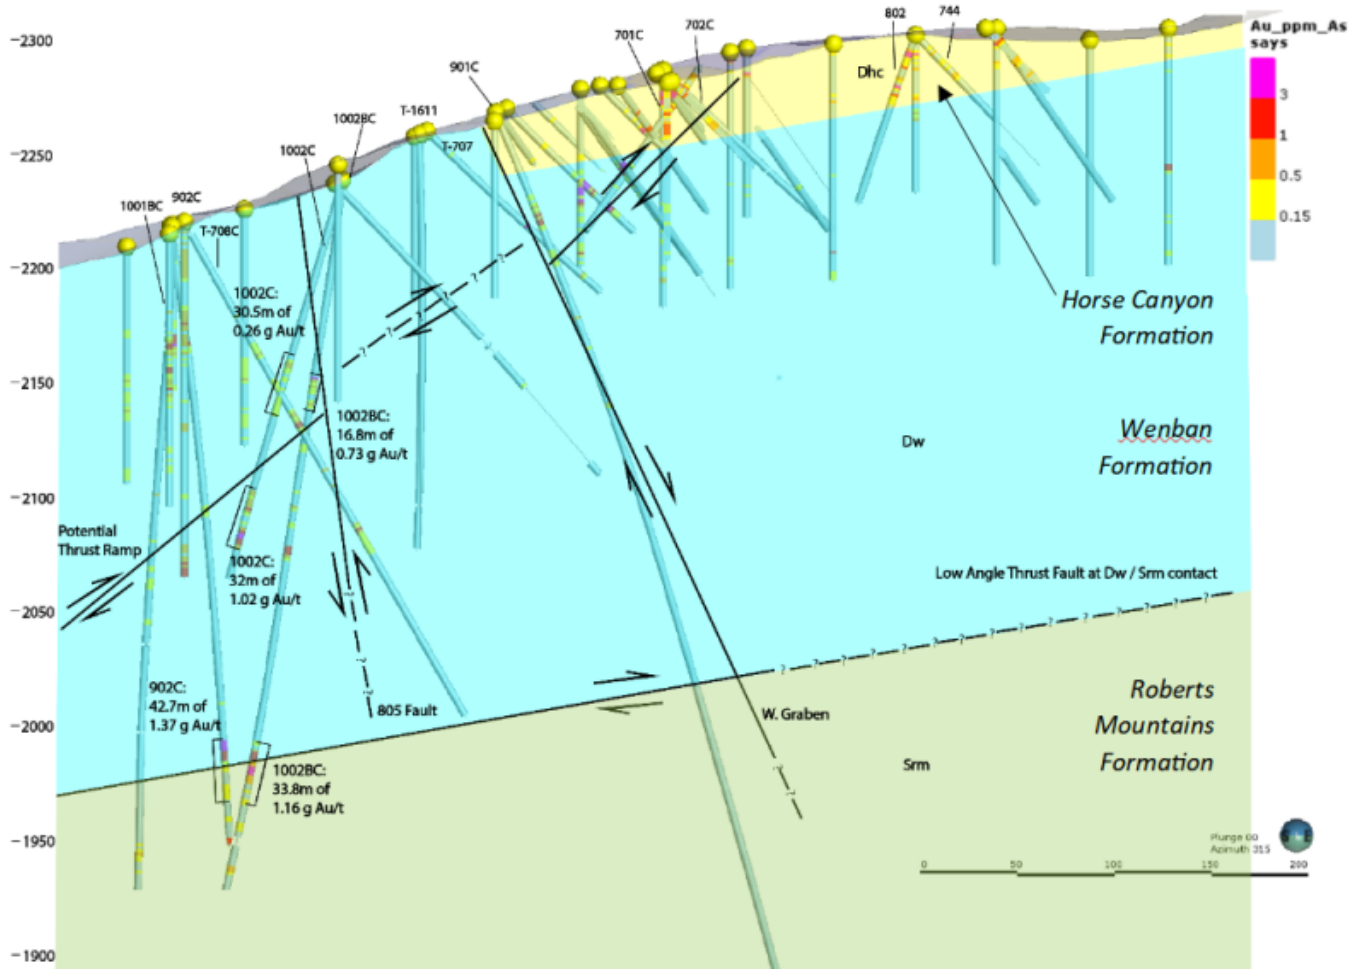 Au_ppm_As
says
3
1
0.5
0.15
2300
2250
2200
2150
2100
2050
2000
1950
1900
802
744
702C
701C
Dhc
901C
T-1611
1002BC
T-707
1002C
902C
1001BC
T-708C
1002C:
30.5m of
0.26 g Au/t
Horse Canyon
Formation
1002BC:
16.8m of
0.73 g Au/t
Dw
Wenban
Formation
Potential
Thrust Ramp
1002C:
32m of
1.02 g Au/t
Low Angle Thrust Fault at Dw / Srm contact
902C:
42.7m of
1.37 g Au/t
805 Fault
W. Graben
Roberts
Mountains
Formation
Srm
1002BC:
33.8m of
1.16 g Au/t
Plunge 00
Azimuth 315
0 50 100 150 200